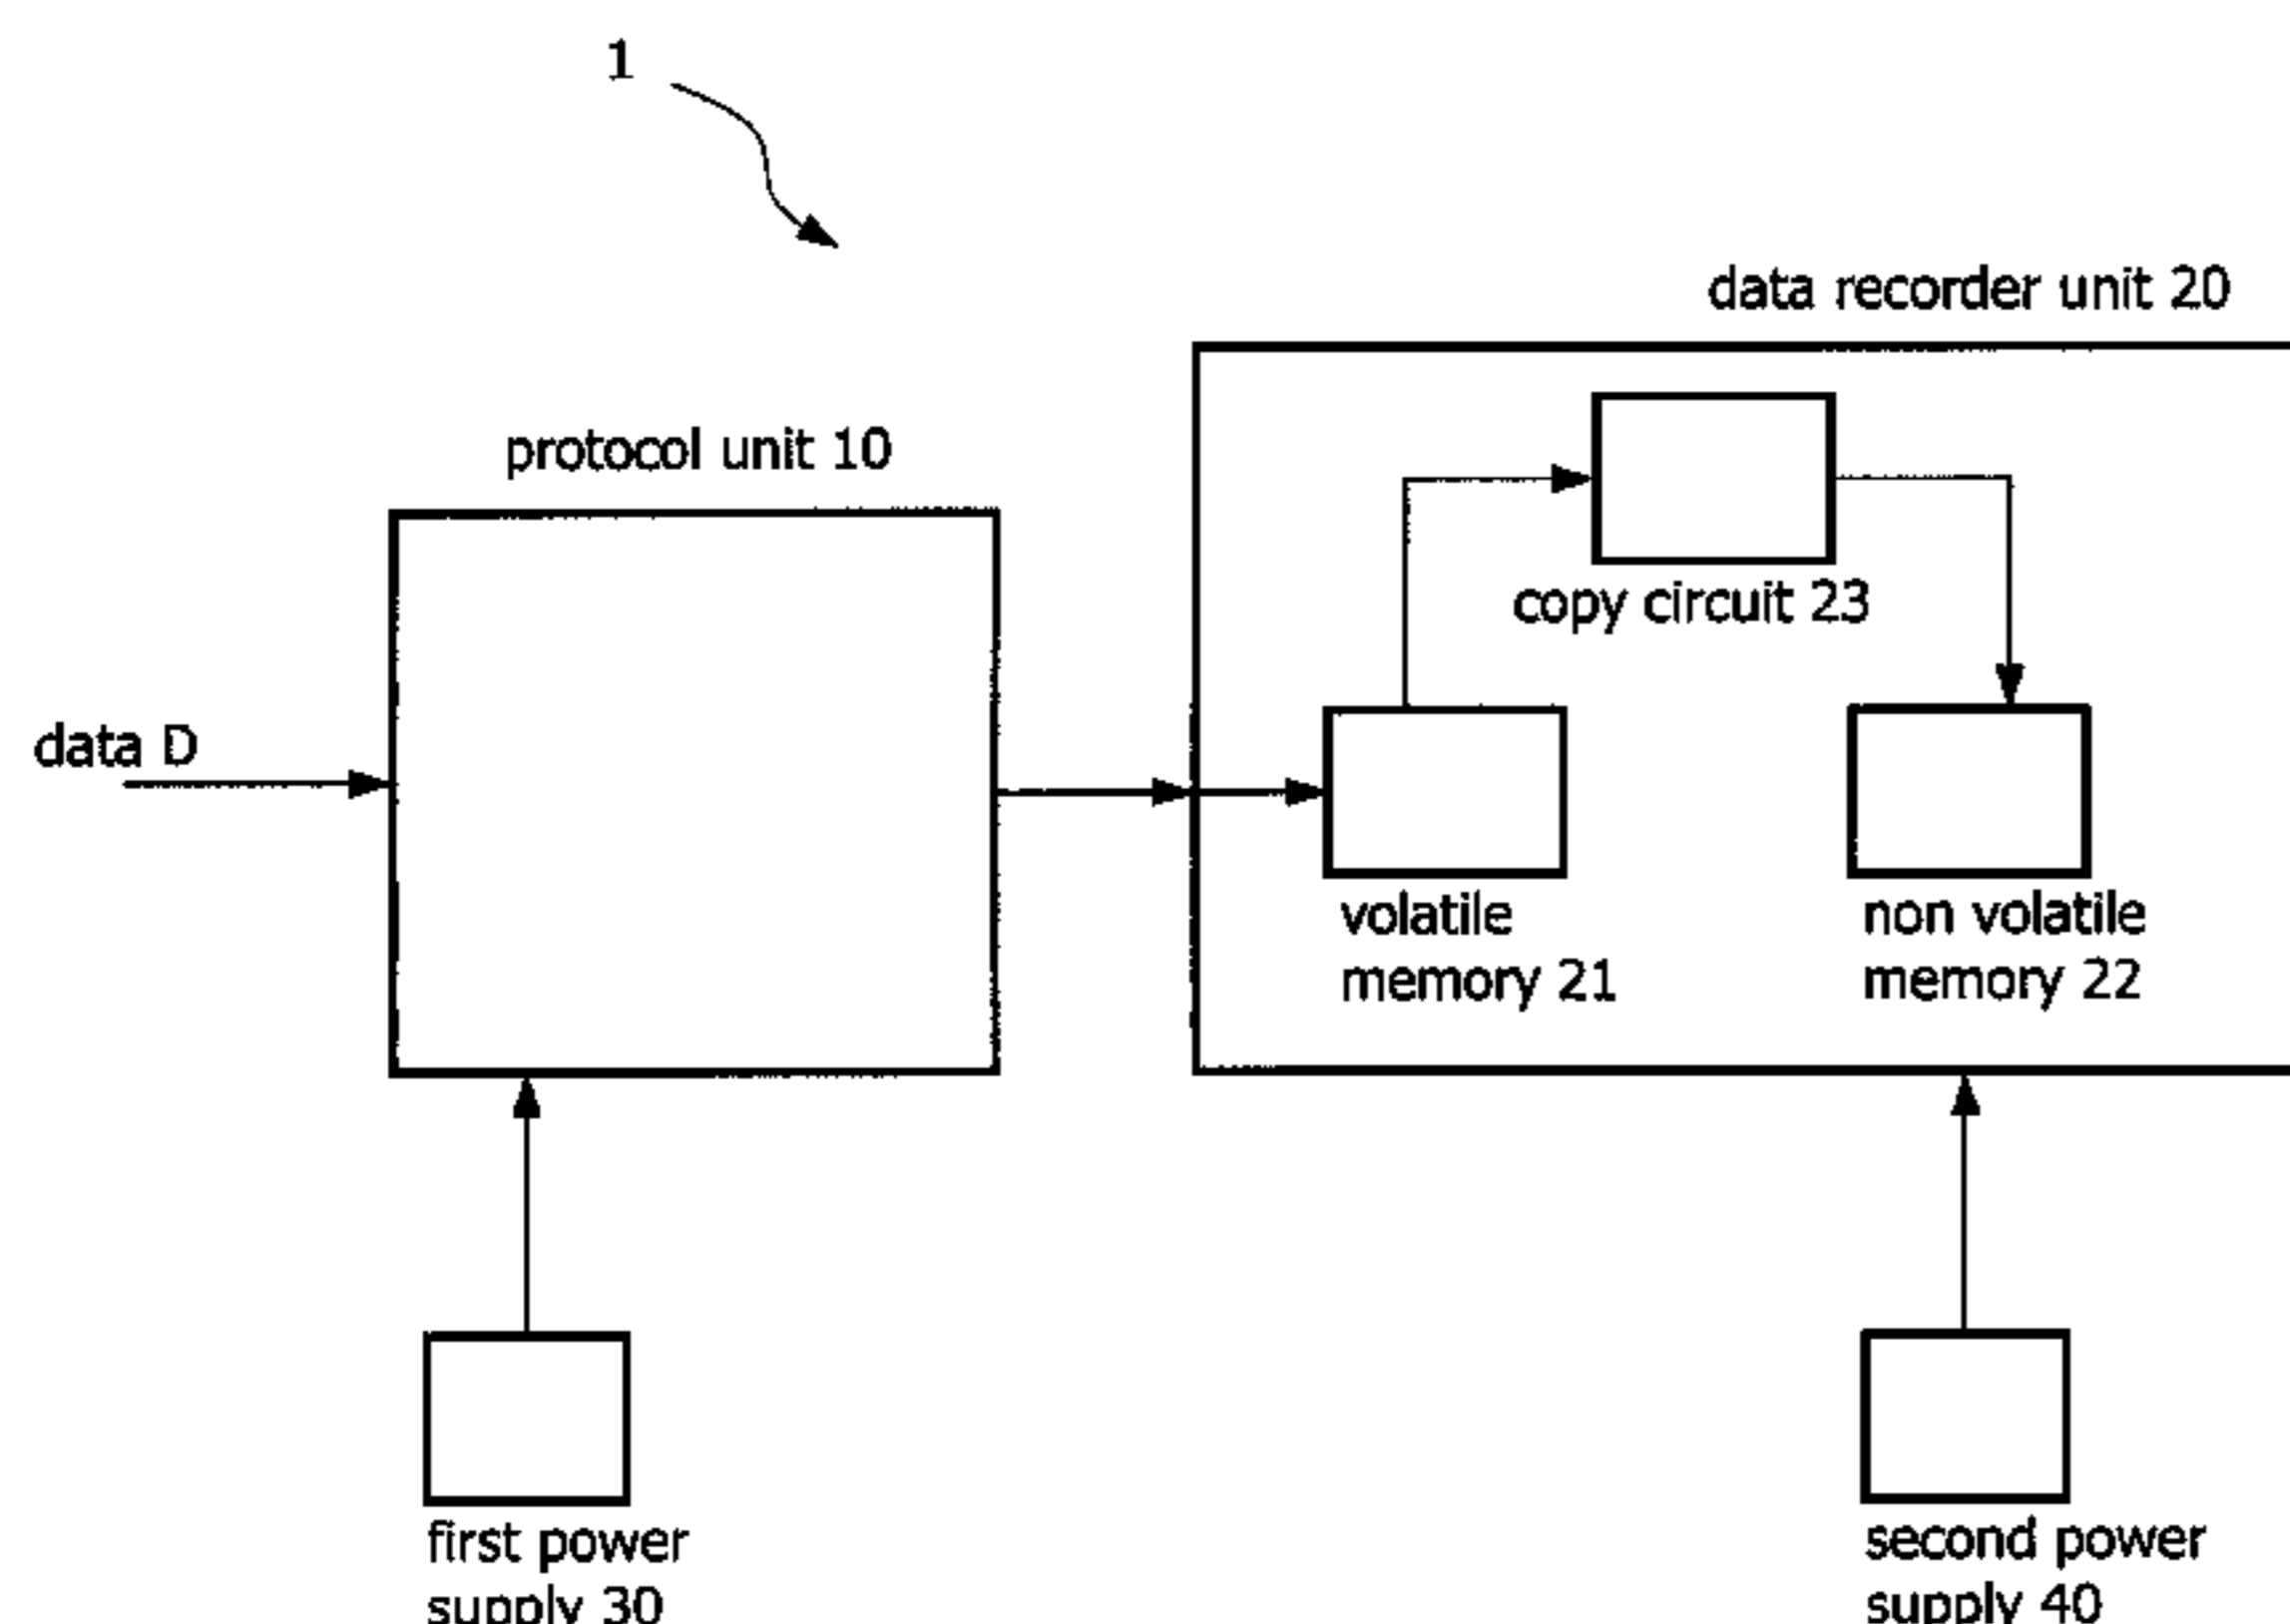 1
data recorder unit 20
protocol unit 10
copy circuit 23
data D
volatile
memory 21
non volatile
memory 22
first power
supply 30
second power
supply 40